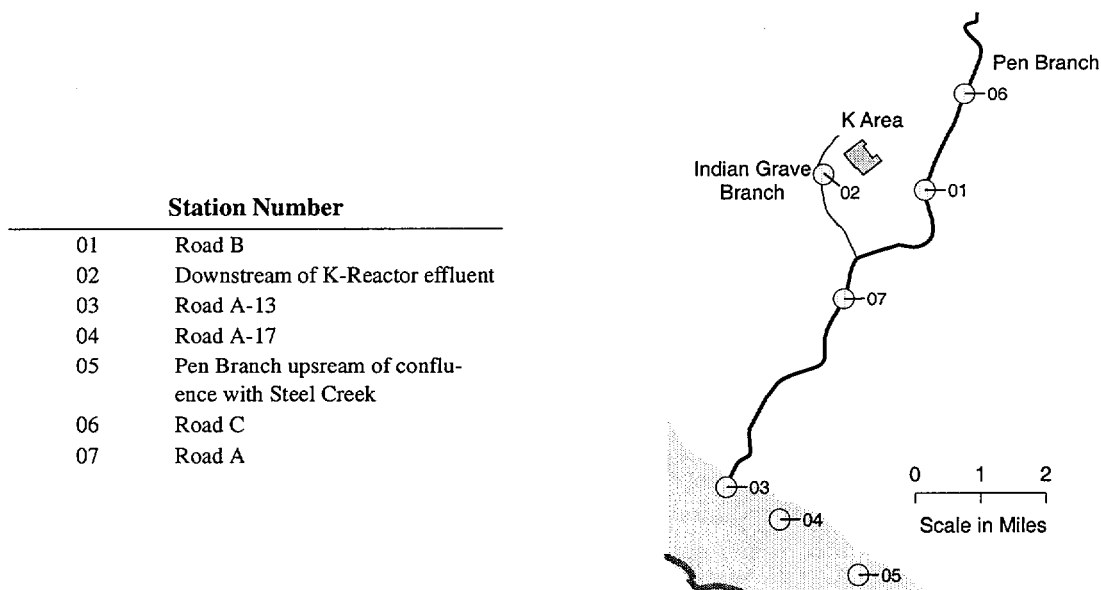 Station Number
01 Road B
02 Downstream of K-Reactor effluent
03 Road A-13
04 Road A-17
05 Pen Branch upsream of conflu-
ence with Steel Creek
06 Road C
07 Road A
Pen Branch
06
K Area
Indian Grave
Branch
02
01
07
03
04
05
0 1 2
Scale in Miles